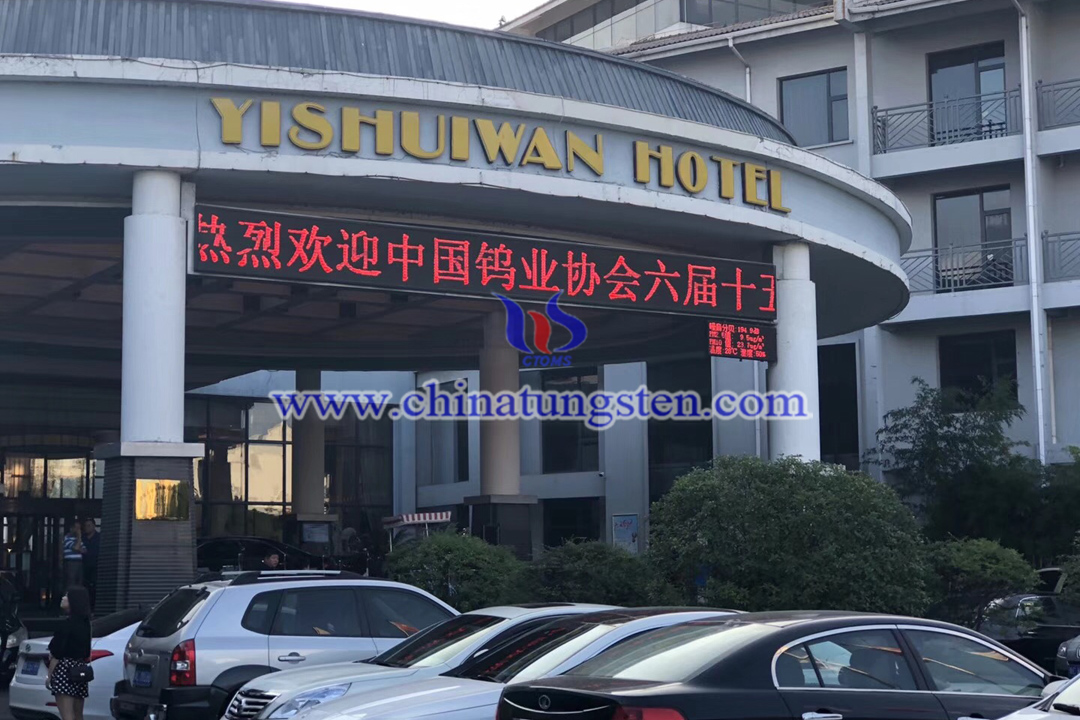 YISHUIWAN HOTEL
热烈欢迎中国钨业协会六届十五
CTOMS
www.chinatungsten.com